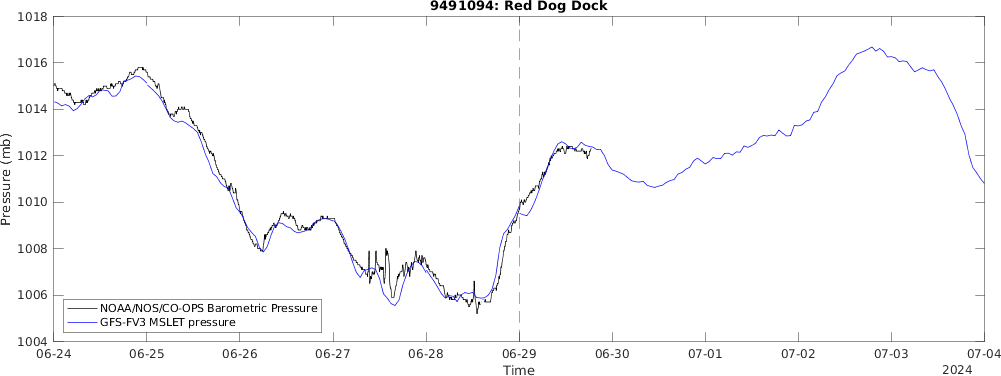 9491094: Red Dog Dock
1018
1016
1014
1012
1010
1008
1006
1004
Pressure (mb)
NOAA/NOS/CO-OPS Barometric Pressure
GFS-FV3 MSLET pressure
06-24 06-25 06-26 06-27 06-28 06-29 06-30 07-01 07-02 07-03 07-04
Time
2024